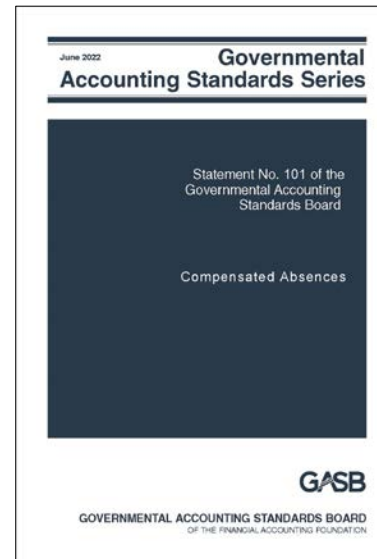 June 2022
Governmental
Accounting Standards Series
Statement No. 101 of the
Governmental Accounting
Standards Board
Compensated Absences
GASB
GOVERNMENTAL ACCOUNTING STANDARDS BOARD
OF THE FINANCIAL ACCOUNTING FOUNDATION